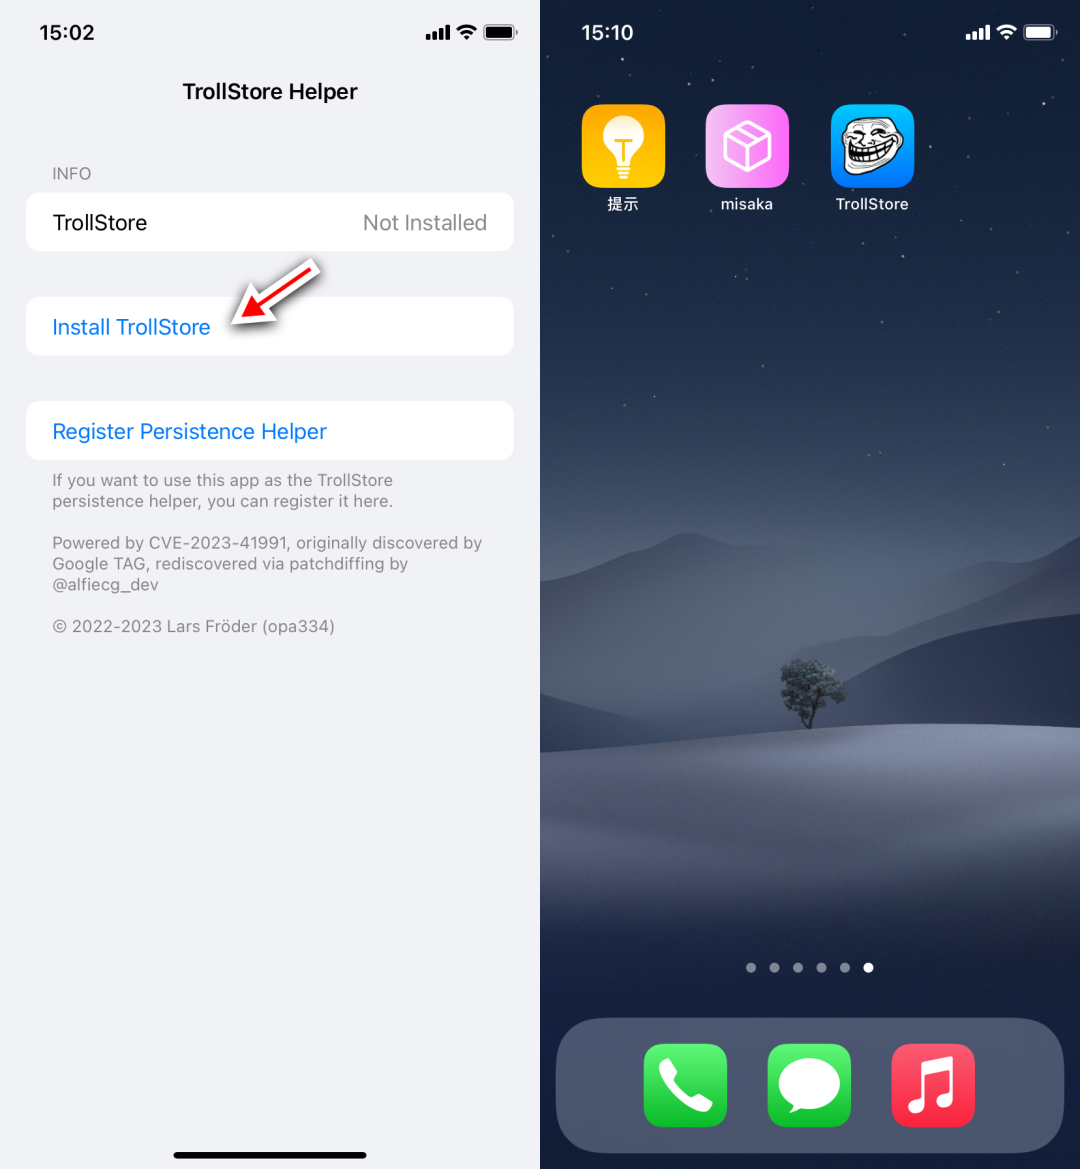 15:02
TrollStore Helper
INFO
TrollStore
Not Installed
Install TrollStore
Register Persistence Helper
If you want to use this app as the TrollStore
persistence helper, you can register it here.
Powered by CVE-2023-41991, originally discovered by
Google TAG, rediscovered via patchdiffing by
@alfiecg_dev
© 2022-2023 Lars Fröder (opa334)
15:10
T
提示
misaka
TrollStore